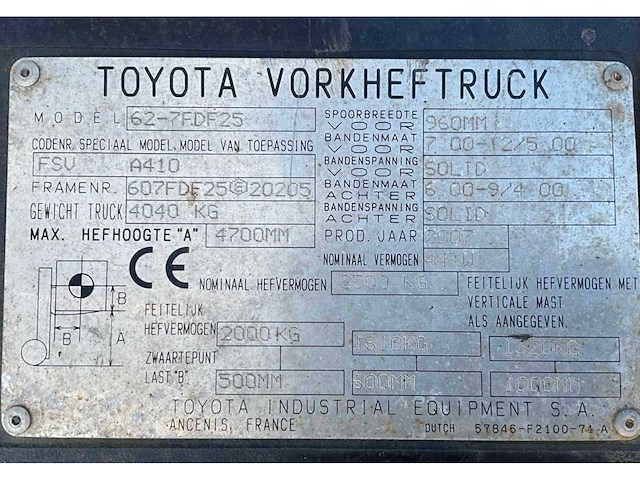 TOYOTA VORKHEFTRUCK
MODEL 62-7FDF25
CODENR. SPECIAAL MODEL, MODEL VAN TOEPASSING
FSV A410
FRAMENR. 607FDF25©20205
GEWICHT TRUCK 4040 KG
MAX. HEFHOOGTE "A" 4700MM
SPOORBREEDTE VOOR 960MM
BANDENMAAT VOOR 7.00-12/5.00
BANDENSPANNING VOOR SOLID
BANDENMAAT ACHTER 6.00-9/4.00
BANDENSPANNING ACHTER SOLID
PROD. JAAR 2007
NOMINAAL VERMOGEN
CE
NOMINAAL HEFVERMOGEN 2500 KG
FEITELIJK HEFVERMOGEN MET
VERTICALE MAST
ALS AANGEGEVEN.
B
B
A
FEITELIJK
HEFVERMOGEN 2000KG 1810KG 1320KG
ZWAARTEPUNT
LAST "B" 500MM 600MM 1000MM
TOYOTA INDUSTRIAL EQUIPMENT S.A.
ANCENIS, FRANCE DUTCH 57846-F2100-71-A